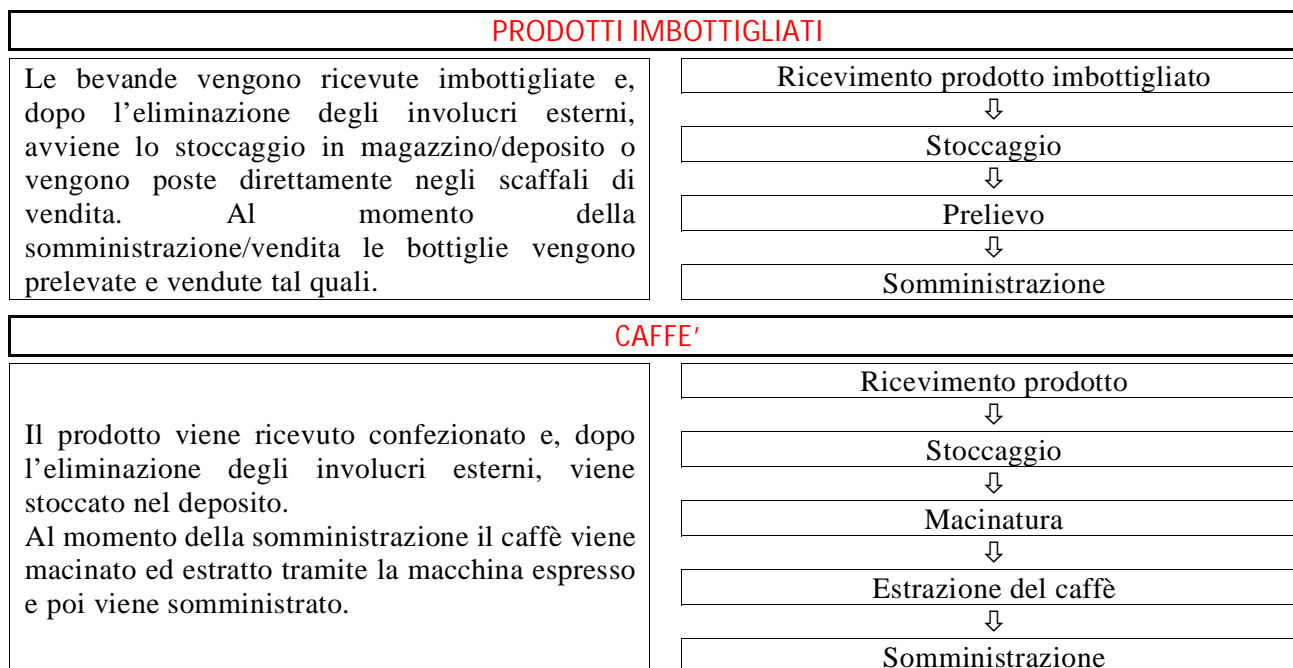 PRODOTTI IMBOTTIGLIATI
Le bevande vengono ricevute imbottigliate e,
dopo l’eliminazione degli involucri esterni,
avviene lo stoccaggio in magazzino/deposito o
vengono poste direttamente negli scaffali di
vendita. Al momento della
somministrazione/vendita le bottiglie vengono
prelevate e vendute tal quali.
Ricevimento prodotto imbottigliato
⇩
Stoccaggio
⇩
Prelievo
⇩
Somministrazione
CAFFE’
Il prodotto viene ricevuto confezionato e, dopo
l’eliminazione degli involucri esterni, viene
stoccato nel deposito.
Al momento della somministrazione il caffè viene
macinato ed estratto tramite la macchina espresso
e poi viene somministrato.
Ricevimento prodotto
⇩
Stoccaggio
⇩
Macinatura
⇩
Estrazione del caffè
⇩
Somministrazione